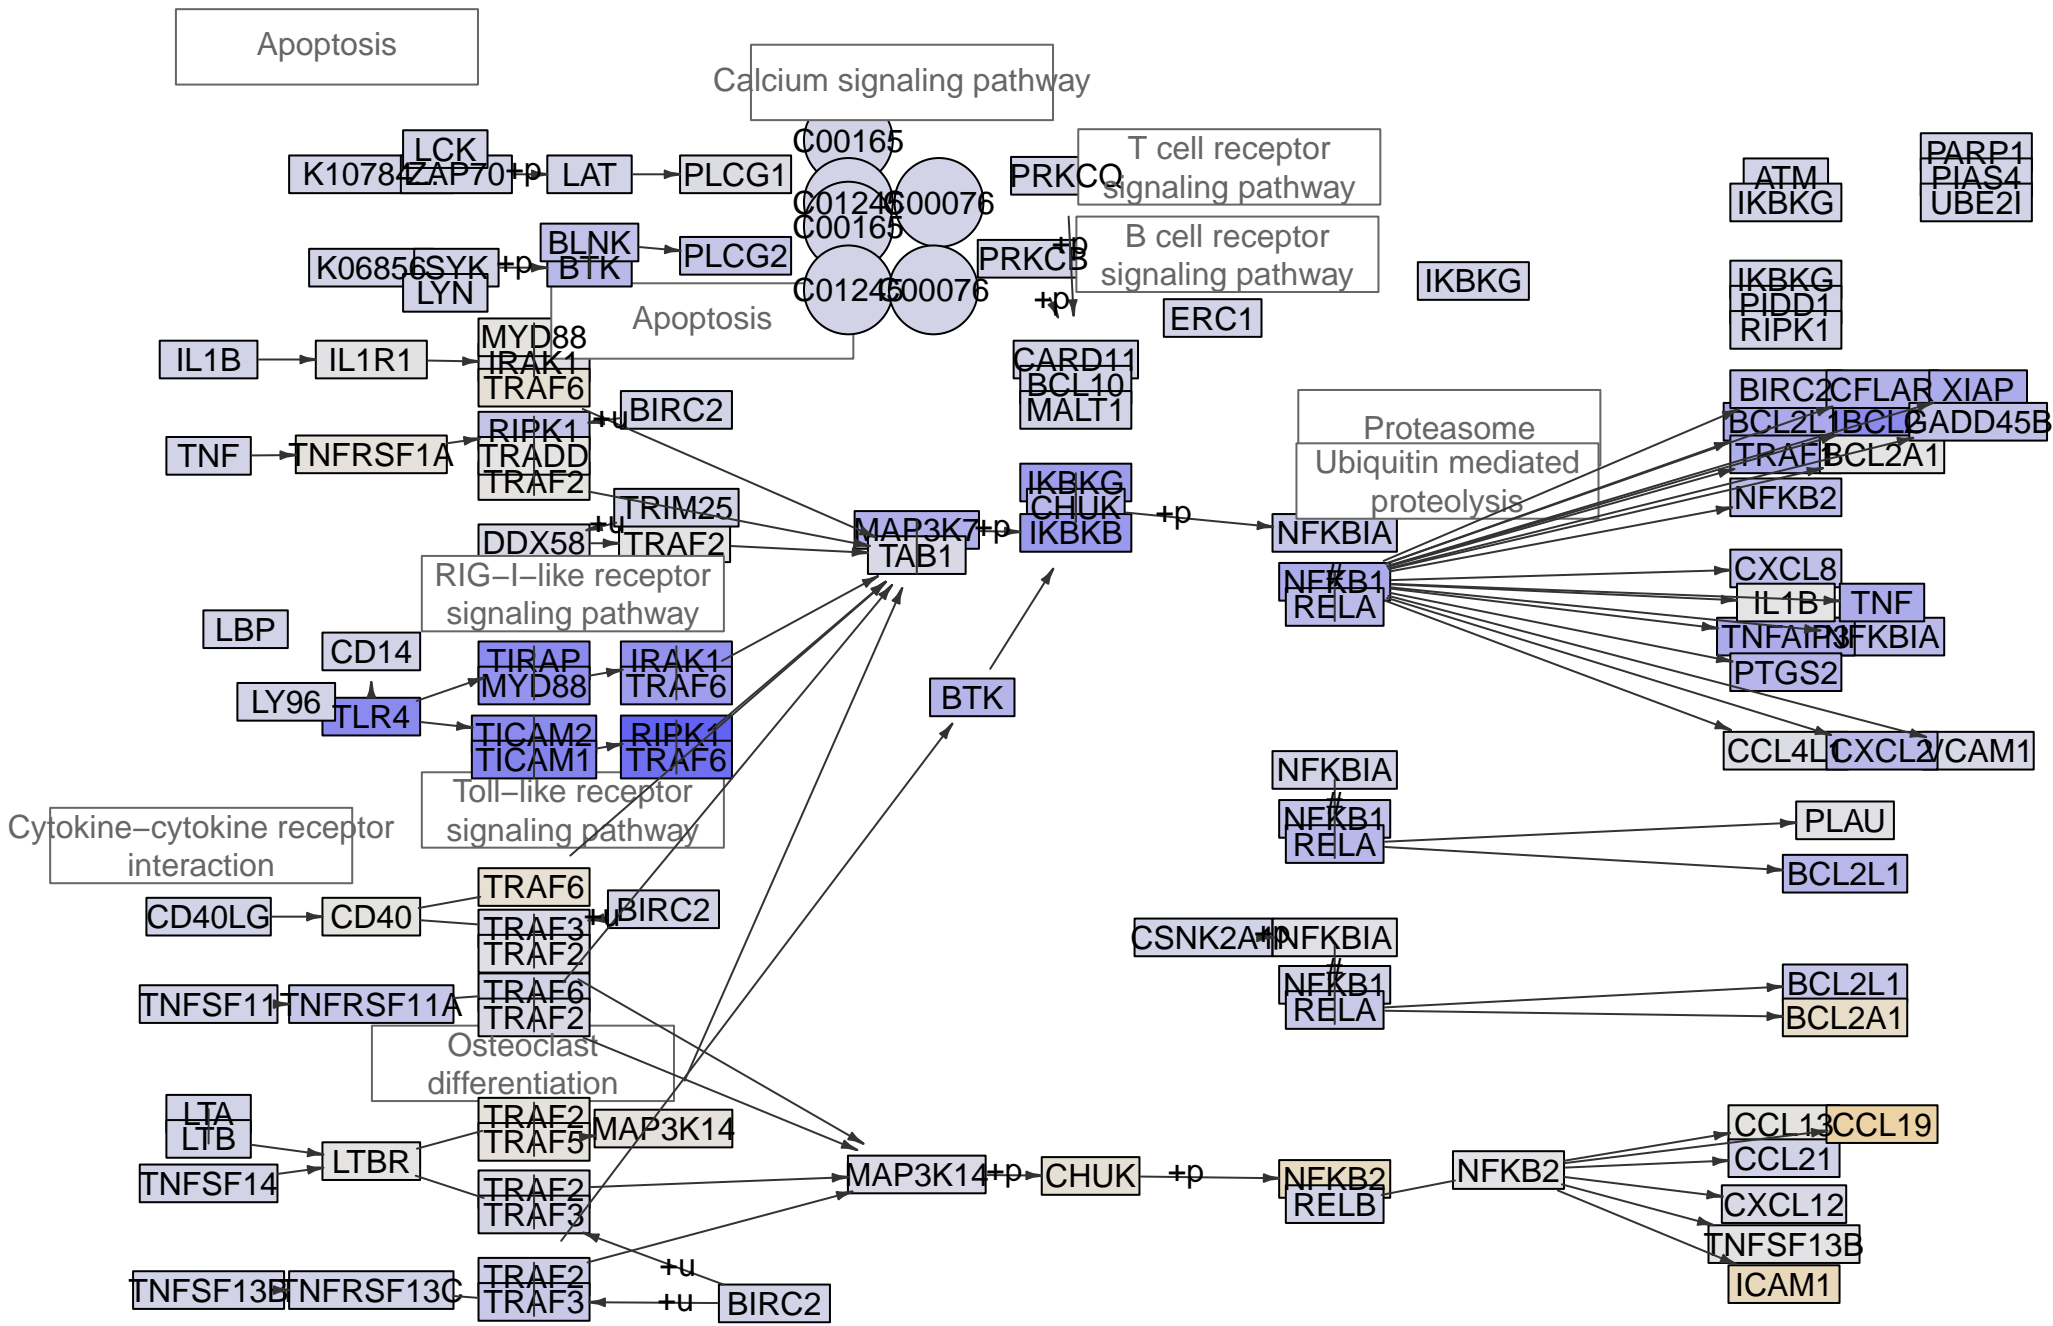 Apoptosis
Calcium signaling pathway
LCK
K10784
ZAP70
+p
LAT
PLCG1
C00165
C01246
C00076
C00165
PRKCQ
T cell receptor
signaling pathway
ATM
IKBKG
PARP1
PIAS4
UBE2I
BLNK
BTK
PLCG2
K06856
SYK
+p
LYN
C01245
C00076
PRKCB
+p
B cell receptor
signaling pathway
+p
IKBKG
IKBKG
PIDD1
RIPK1
Apoptosis
ERC1
IL1B
IL1R1
MYD88
IRAK1
TRAF6
CARD11
BCL10
MALT1
BIRC2
CFLAR
XIAP
BCL2L1
BCL2
GADD45B
TRAF1
BCL2A1
NFKB2
BIRC2
+u
TNF
TNFRSF1A
RIPK1
TRADD
TRAF2
Proteasome
Ubiquitin mediated
proteolysis
IKBKG
CHUK
IKBKB
+p
NFKBIA
TRIM25
+u
DDX58
TRAF2
MAP3K7
TAB1
+p
RIG−I−like receptor
signaling pathway
NFKB1
RELA
CXCL8
IL1B
TNF
TNFAIP3
NFKBIA
PTGS2
LBP
CD14
LY96
TLR4
TIRAP
MYD88
IRAK1
TRAF6
TICAM2
TICAM1
RIPK1
TRAF6
BTK
CCL4L1
CXCL2
VCAM1
Toll−like receptor
signaling pathway
Cytokine−cytokine receptor
interaction
NFKBIA
NFKB1
RELA
PLAU
BCL2L1
TRAF6
CD40LG
CD40
TRAF3
TRAF2
+u
BIRC2
CSNK2A1
+p
NFKBIA
NFKB1
RELA
BCL2L1
BCL2A1
TNFSF11
TNFRSF11A
TRAF6
TRAF2
Osteoclast
differentiation
LTA
LTB
TNFSF14
LTBR
TRAF2
TRAF5
MAP3K14
TRAF2
TRAF3
MAP3K14
+p
CHUK
+p
NFKB2
RELB
NFKB2
CCL13
CCL19
CCL21
CXCL12
TNFSF13B
ICAM1
TNFSF13B
TNFRSF13C
TRAF2
TRAF3
+u
+u
BIRC2